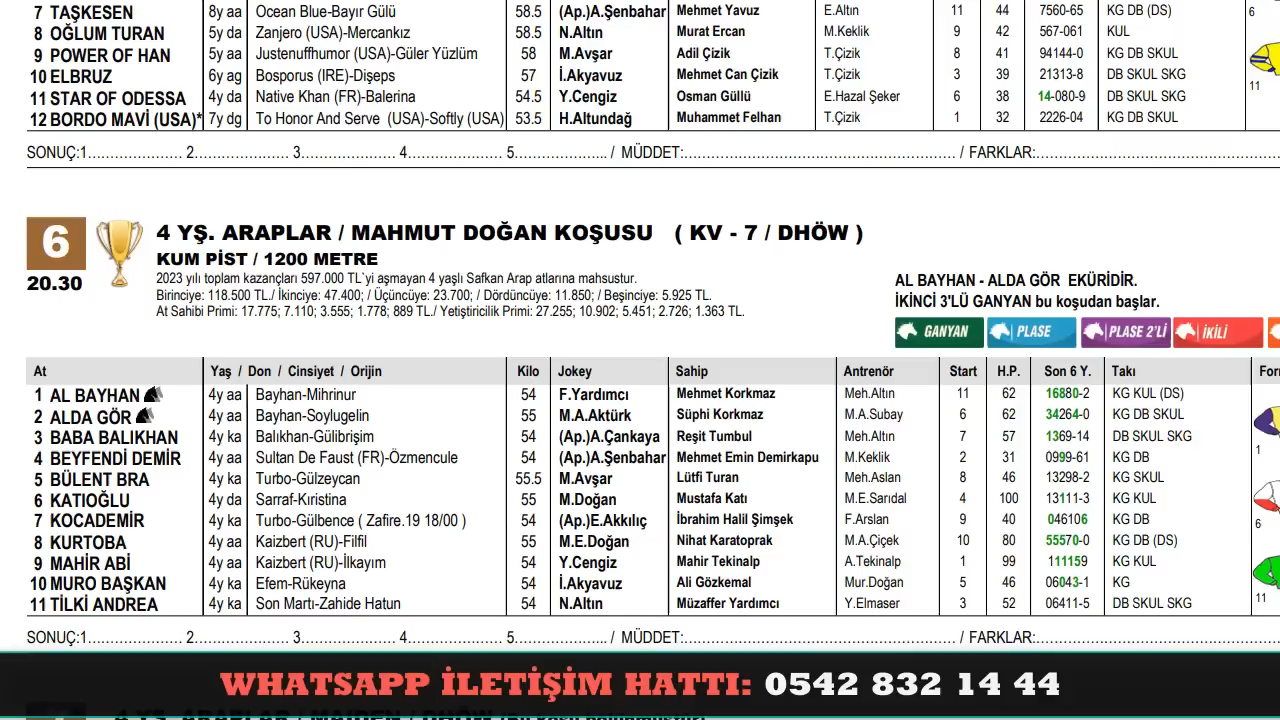 7 TAŞKESEN 8y aa Ocean Blue-Bayır Gülü 58.5 (Ap.)A.Şenbahar Mehmet Yavuz E.Altın 11 44 7560-65 KG DB (DS)
8 OĞLUM TURAN 5y da Zanjero (USA)-Mercankız 58.5 N.Altın Murat Ercan M.Keklik 9 42 567-061 KUL
9 POWER OF HAN 5y aa Justenuffhumor (USA)-Güler Yüzlüm 58 M.Avşar Adil Çizik T.Çizik 8 41 94144-0 KG DB SKUL
10 ELBRUZ 6y ag Bosporus (IRE)-Dişeps 57 İ.Akyavuz Mehmet Can Çizik T.Çizik 3 39 21313-8 DB SKUL SKG
11 STAR OF ODESSA 4y da Native Khan (FR)-Balerina 54.5 Y.Cengiz Osman Güllü E.Hazal Şeker 6 38 14-080-9 DB SKUL SKG
12 BORDO MAVİ (USA)* 7y dg To Honor And Serve (USA)-Softly (USA) 53.5 H.Altundağ Muhammet Felhan T.Çizik 1 32 2226-04 KG DB SKUL
6
11
SONUÇ:1..................... 2..................... 3..................... 4..................... 5..................... / MÜDDET:............................................................. / FARKLAR:.......................................................
6
20.30
4 YŞ. ARAPLAR / MAHMUT DOĞAN KOŞUSU ( KV - 7 / DHÖW )
KUM PİST / 1200 METRE
2023 yılı toplam kazançları 597.000 TL`yi aşmayan 4 yaşlı Safkan Arap atlarına mahsustur.
Birinciye: 118.500 TL./ İkinciye: 47.400; / Üçüncüye: 23.700; / Dördüncüye: 11.850; / Beşinciye: 5.925 TL.
At Sahibi Primi: 17.775; 7.110; 3.555; 1.778; 889 TL./ Yetiştiricilik Primi: 27.255; 10.902; 5.451; 2.726; 1.363 TL.
AL BAYHAN - ALDA GÖR EKÜRİDİR.
İKİNCİ 3'LÜ GANYAN bu koşudan başlar.
GANYAN PLASE PLASE 2'Lİ İKİLİ
At Yaş / Don / Cinsiyet / Orijin Kilo Jokey Sahip Antrenör Start H.P. Son 6 Y. Takı For
1 AL BAYHAN 4y aa Bayhan-Mihrinur 54 F.Yardımcı Mehmet Korkmaz Meh.Altın 11 62 16880-2 KG KUL (DS)
2 ALDA GÖR 4y aa Bayhan-Soylugelin 55 M.A.Aktürk Süphi Korkmaz M.A.Subay 6 62 34264-0 KG DB SKUL
3 BABA BALIKHAN 4y ka Balıkhan-Gülibrişim 54 (Ap.)A.Çankaya Reşit Tumbul Meh.Altın 7 57 1369-14 DB SKUL SKG
4 BEYFENDİ DEMİR 4y aa Sultan De Faust (FR)-Özmencule 54 (Ap.)A.Şenbahar Mehmet Emin Demirkapu M.Keklik 2 31 0999-61 KG DB
5 BÜLENT BRA 4y ka Turbo-Gülzeycan 55.5 M.Avşar Lütfi Turan Meh.Aslan 8 46 13298-2 KG SKUL
6 KATIOĞLU 4y da Sarraf-Kıristina 55 M.Doğan Mustafa Katı M.E.Sarıdal 4 100 13111-3 KG KUL
7 KOCADEMİR 4y ka Turbo-Gülbence ( Zafire.19 18/00 ) 54 (Ap.)E.Akkılıç İbrahim Halil Şimşek F.Arslan 9 40 046106 KG DB
8 KURTOBA 4y aa Kaizbert (RU)-Filfil 55 M.E.Doğan Nihat Karatoprak M.A.Çiçek 10 80 55570-0 KG DB (DS)
9 MAHİR ABİ 4y aa Kaizbert (RU)-İlkayım 54 Y.Cengiz Mahir Tekinalp A.Tekinalp 1 99 111159 KG KUL
10 MURO BAŞKAN 4y ka Efem-Rükeyna 54 İ.Akyavuz Ali Gözkemal Mur.Doğan 5 46 06043-1 KG
11 TİLKİ ANDREA 4y ka Son Martı-Zahide Hatun 54 N.Altın Müzaffer Yardımcı Y.Elmaser 3 52 06411-5 DB SKUL SKG
1
6
11
SONUÇ:1..................... 2..................... 3..................... 4..................... 5..................... / MÜDDET:............................................................. / FARKLAR:.......................................................
WHATSAPP İLETİŞİM HATTI: 0542 832 14 44
4 YŞ. ARAPLAR / MAIDEN / DHÖW